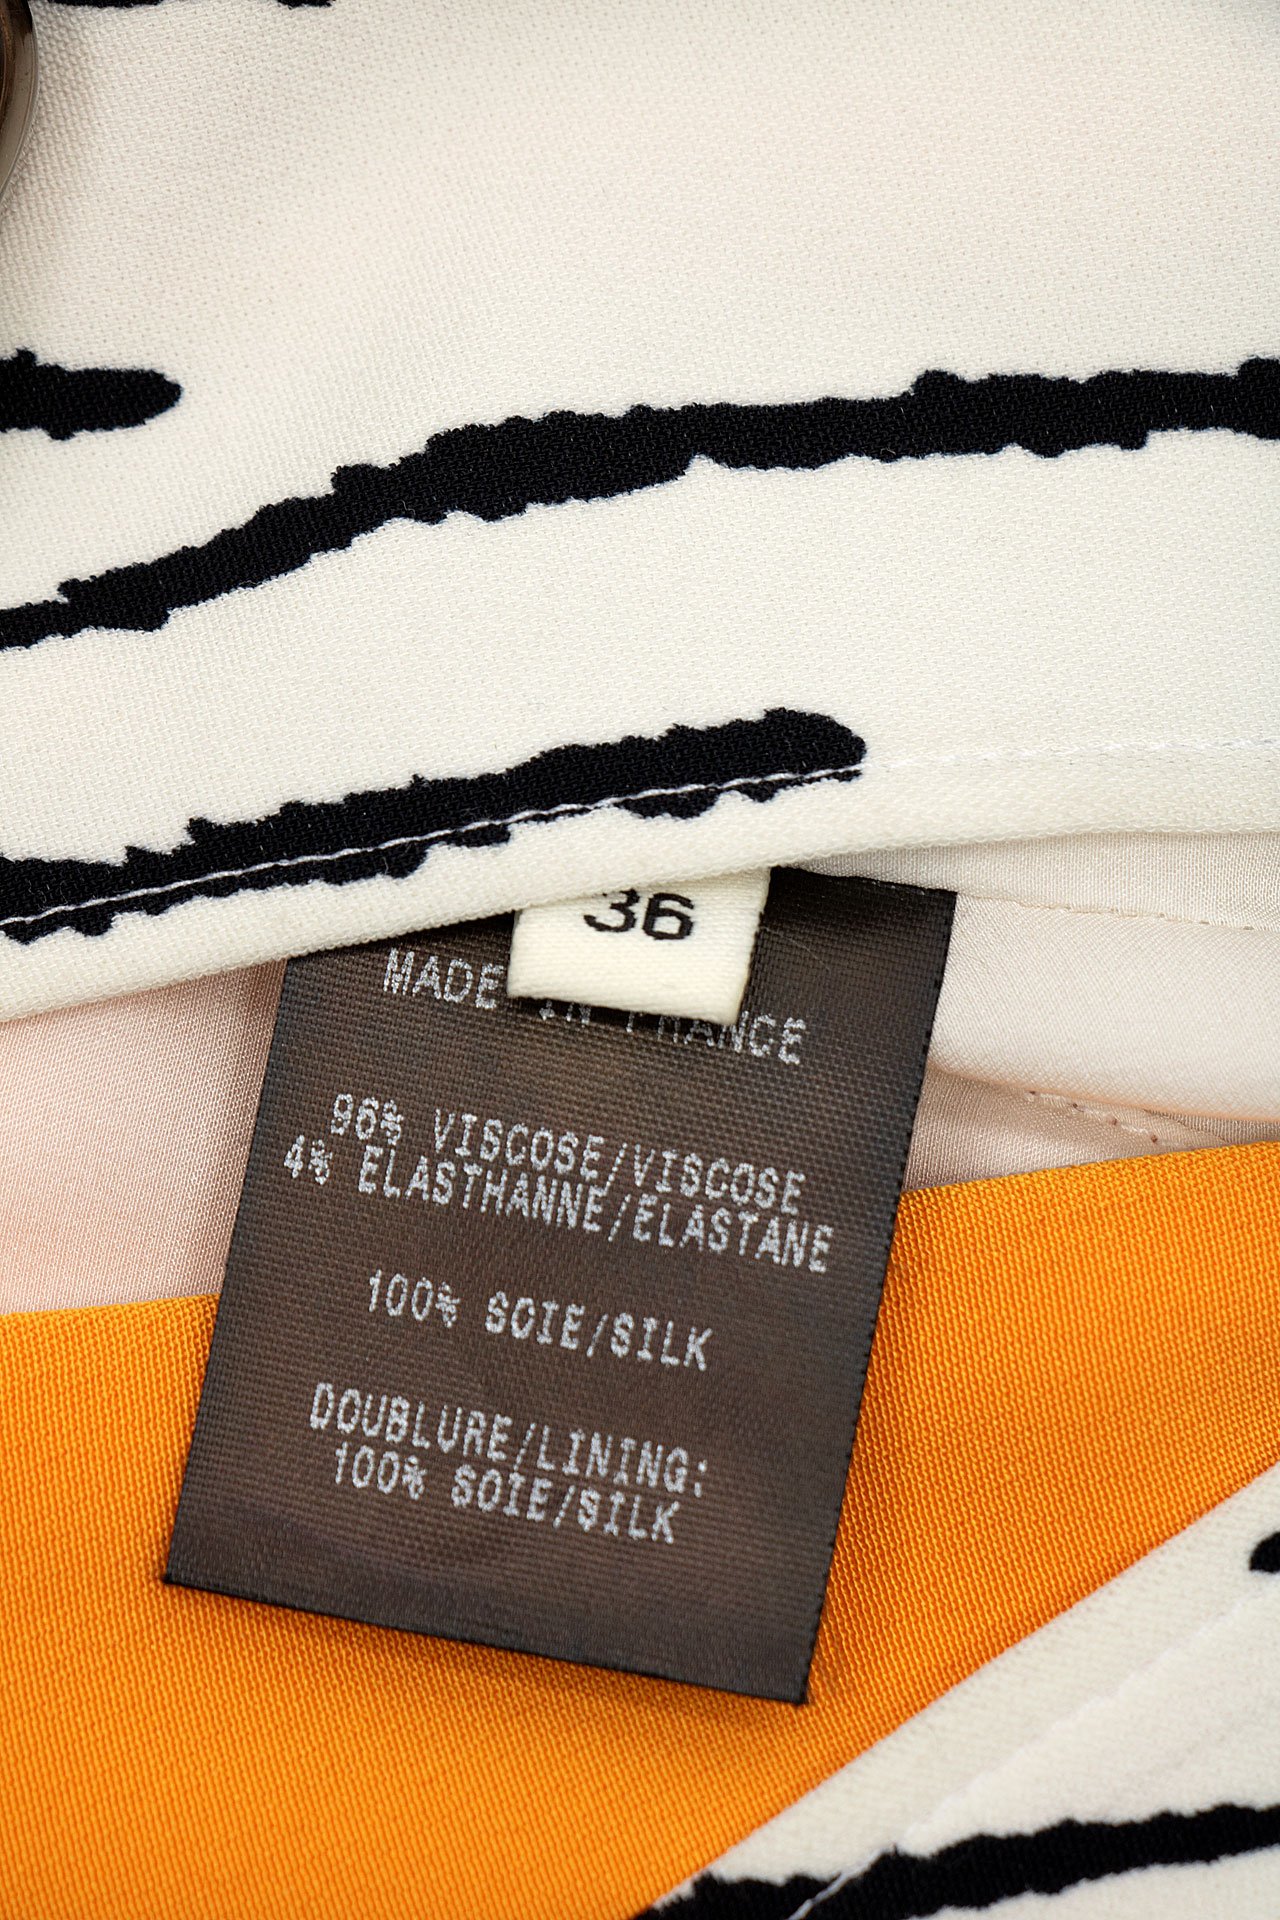 36
MADE IN FRANCE
96% VISCOSE/VISCOSE
4% ELASTHANNE/ELASTANE
100% SOIE/SILK
DOUBLURE/LINING:
100% SOIE/SILK